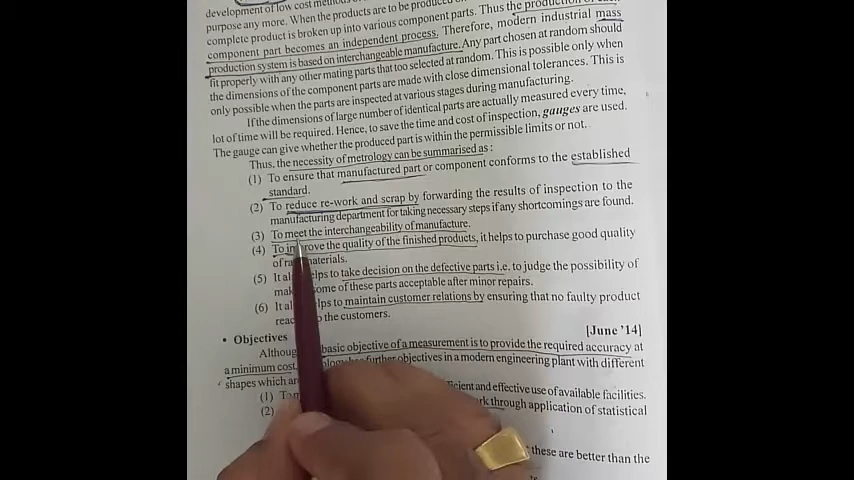 development of low cost methods of
purpose any more. When the products are to be produced
complete product is broken up into various component parts. Thus the production of each
component part becomes an independent process. Therefore, modern industrial mass
production system is based on interchangeable manufacture. Any part chosen at random should
fit properly with any other mating parts that too selected at random. This is possible only when
the dimensions of the component parts are made with close dimensional tolerances. This is
only possible when the parts are inspected at various stages during manufacturing.
If the dimensions of large number of identical parts are actually measured every time,
lot of time will be required. Hence, to save the time and cost of inspection, gauges are used.
The gauge can give whether the produced part is within the permissible limits or not.
Thus, the necessity of metrology can be summarised as :
(1) To ensure that manufactured part or component conforms to the established
standard.
(2) To reduce re-work and scrap by forwarding the results of inspection to the
manufacturing department for taking necessary steps if any shortcomings are found.
(3) To meet the interchangeability of manufacture.
(4) To improve the quality of the finished products, it helps to purchase good quality
of materials.
(5) It helps to take decision on the defective parts i.e. to judge the possibility of
some of these parts acceptable after minor repairs.
(6) It helps to maintain customer relations by ensuring that no faulty product
the customers.
• Objectives [June '14]
Although basic objective of a measurement is to provide the required accuracy at
a minimum cost, further objectives in a modern engineering plant with different
shapes which
(1) and effective use of available facilities.
(2) through application of statistical
these are better than the